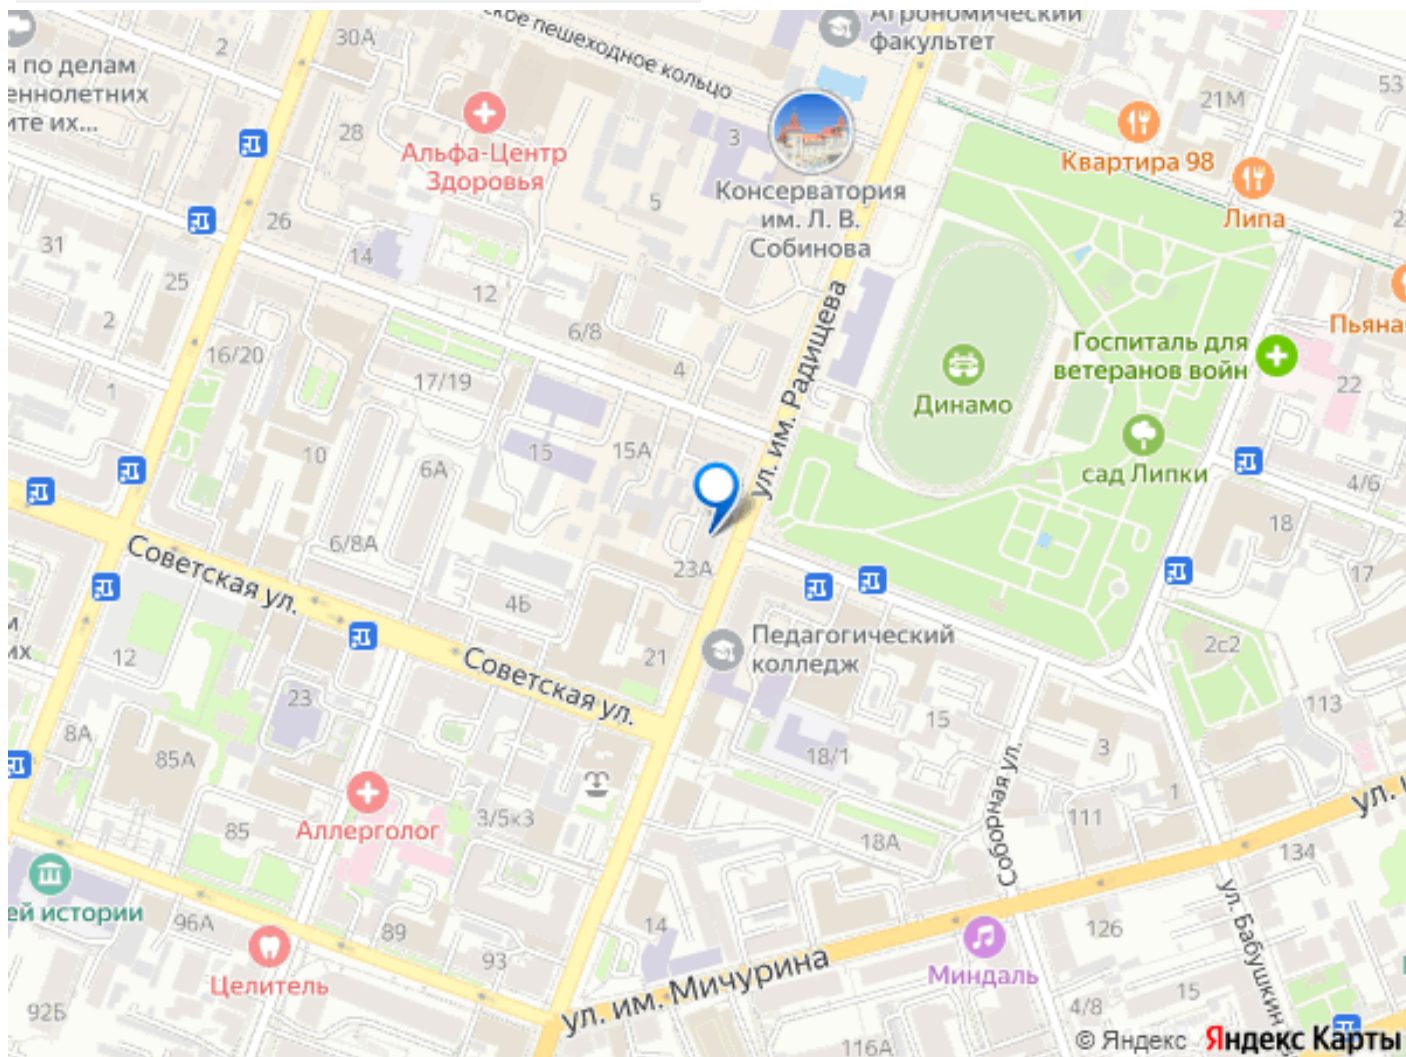 30А
2
ское пешеходное кольцо
Агрономический
факультет
я по делам
еннолетних
ите их...
28
Альфа-Центр
Здоровья
3
5
Консерватория
им. Л. В.
Собинова
21М
53
Квартира 98
Липа
Пьяная
31
26
25
14
12
2
1
16/20
6/8
4
17/19
ул. им. Радищева
Динамо
Госпиталь для
ветеранов войн
22
сад Липки
10
6А
15
15А
6/8А
4/6
18
17
Советская ул.
23А
4Б
21
Педагогический
колледж
2с2
12
м
их
Советская ул.
23
15
113
8А
85А
18/1
3
Соборная ул.
1
ул. и
Аллерголог
85
3/5к3
18А
111
134
ей истории
96А
89
93
14
126
ул. Бабушкин
Целитель
Миндаль
ул. им. Мичурина
92Б
116А
4/8
15
© Яндекс Яндекс Карты